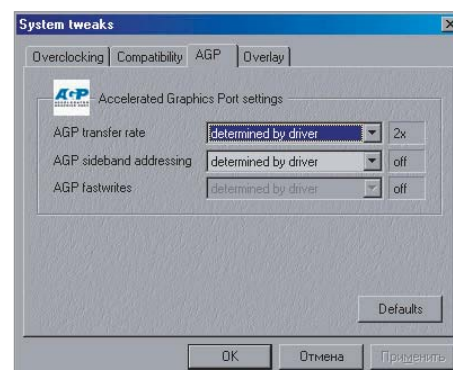 System tweaks
Overclocking Compatibility AGP Overlay
AGP Accelerated Graphics Port settings
AGP transfer rate determined by driver 2x
AGP sideband addressing determined by driver off
AGP fastwrites determined by driver off
Defaults
OK Отмена Применить